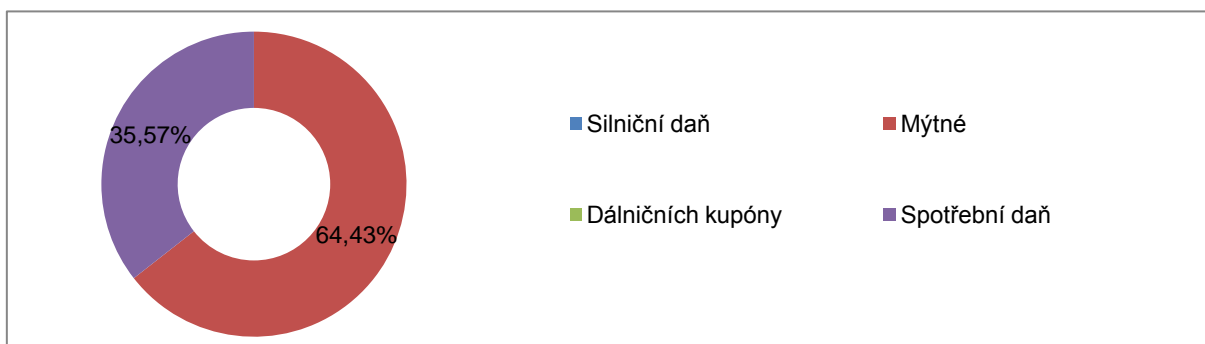 35,57%
64,43%
Silniční daň
Mýtné
Dálničních kupóny
Spotřební daň